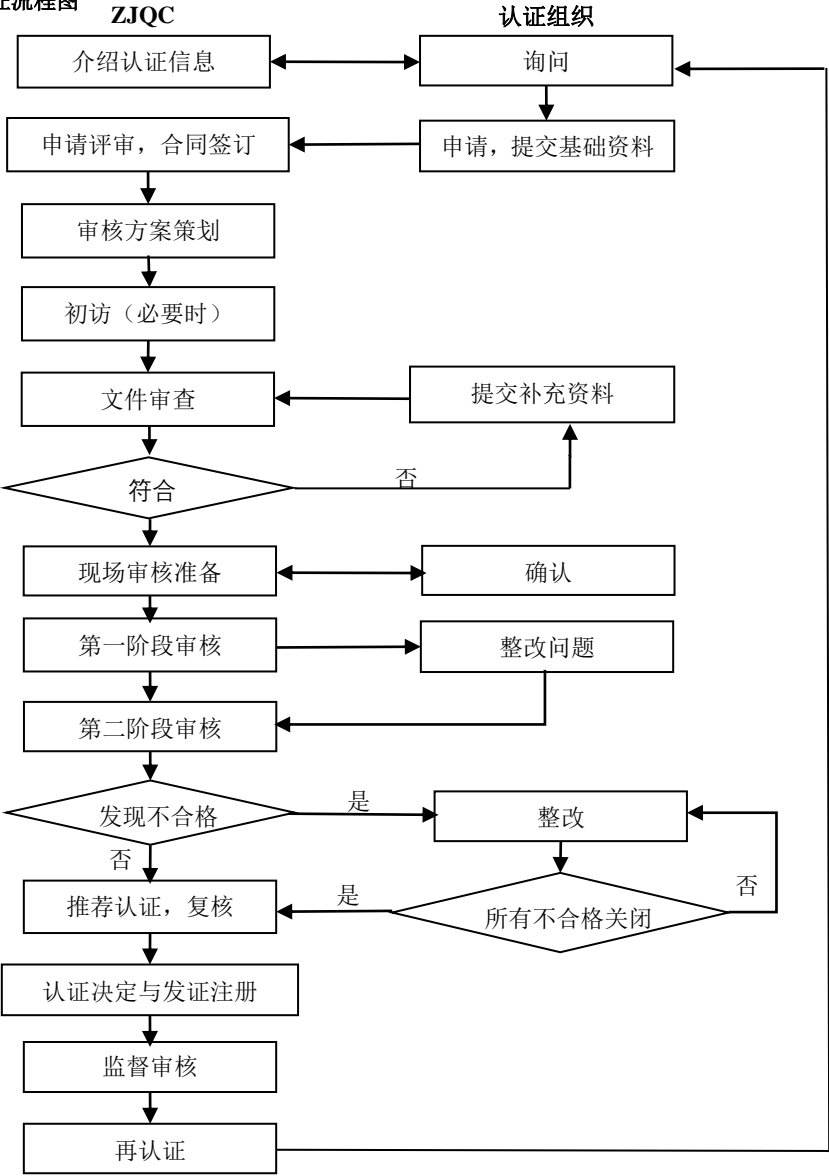 证流程图
ZJQC 认证组织
介绍认证信息 询问
申请评审，合同签订 申请，提交基础资料
审核方案策划
初访（必要时）
文件审查 提交补充资料
符合 否
现场审核准备 确认
第一阶段审核 整改问题
第二阶段审核
发现不合格 是 整改
否
推荐认证，复核 是 所有不合格关闭 否
认证决定与发证注册
监督审核
再认证